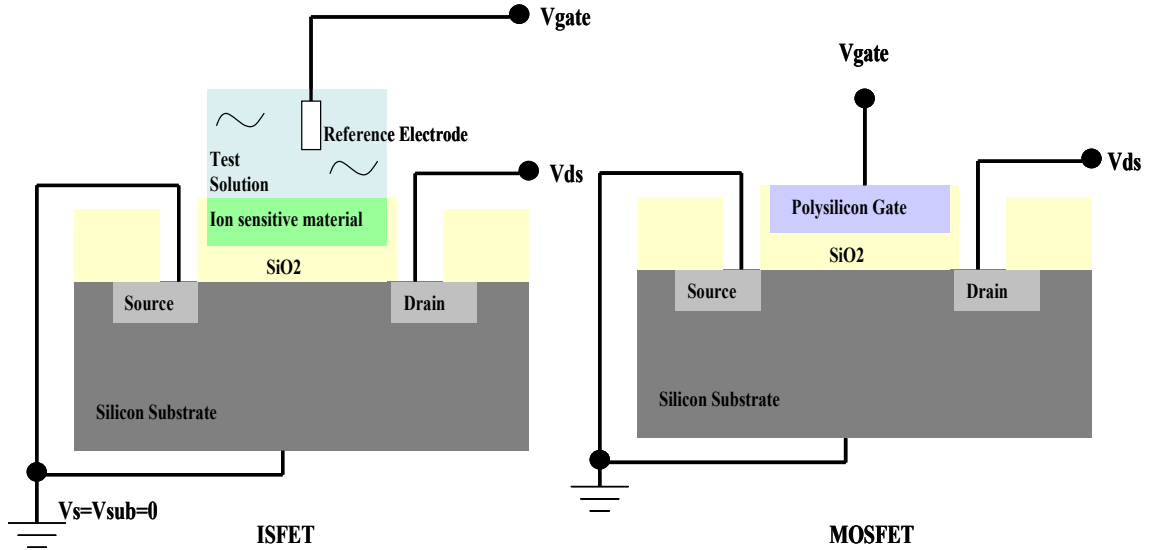 Vgate
Reference Electrode
Test
Solution
Vds
Ion sensitive material
SiO2
Source
Drain
Silicon Substrate
Vs=Vsub=0
ISFET
Vgate
Vds
Polysilicon Gate
SiO2
Source
Drain
Silicon Substrate
MOSFET